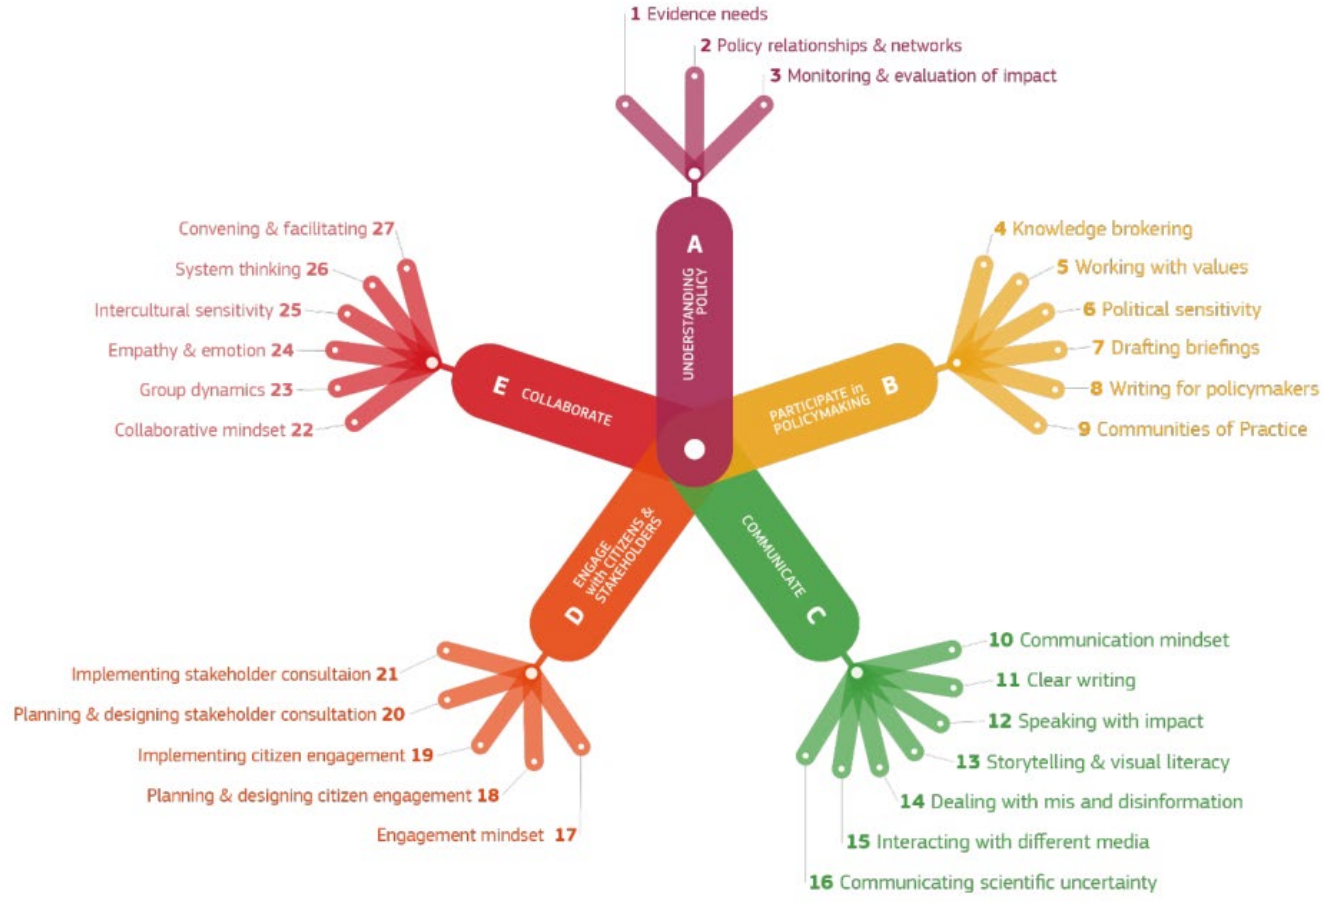 1 Evidence needs
2 Policy relationships & networks
3 Monitoring & evaluation of impact
A
UNDERSTANDING
POLICY
4 Knowledge brokering
5 Working with values
6 Political sensitivity
7 Drafting briefings
8 Writing for policymakers
9 Communities of Practice
PARTICIPATE in
POLICYMAKING
B
COMMUNICATE
C
10 Communication mindset
11 Clear writing
12 Speaking with impact
13 Storytelling & visual literacy
14 Dealing with mis and disinformation
15 Interacting with different media
16 Communicating scientific uncertainty
ENGAGE
with CITIZENS &
STAKEHOLDERS
D
Implementing stakeholder consultaion 21
Planning & designing stakeholder consultation 20
Implementing citizen engagement 19
Planning & designing citizen engagement 18
Engagement mindset 17
E
COLLABORATE
Convening & facilitating 27
System thinking 26
Intercultural sensitivity 25
Empathy & emotion 24
Group dynamics 23
Collaborative mindset 22